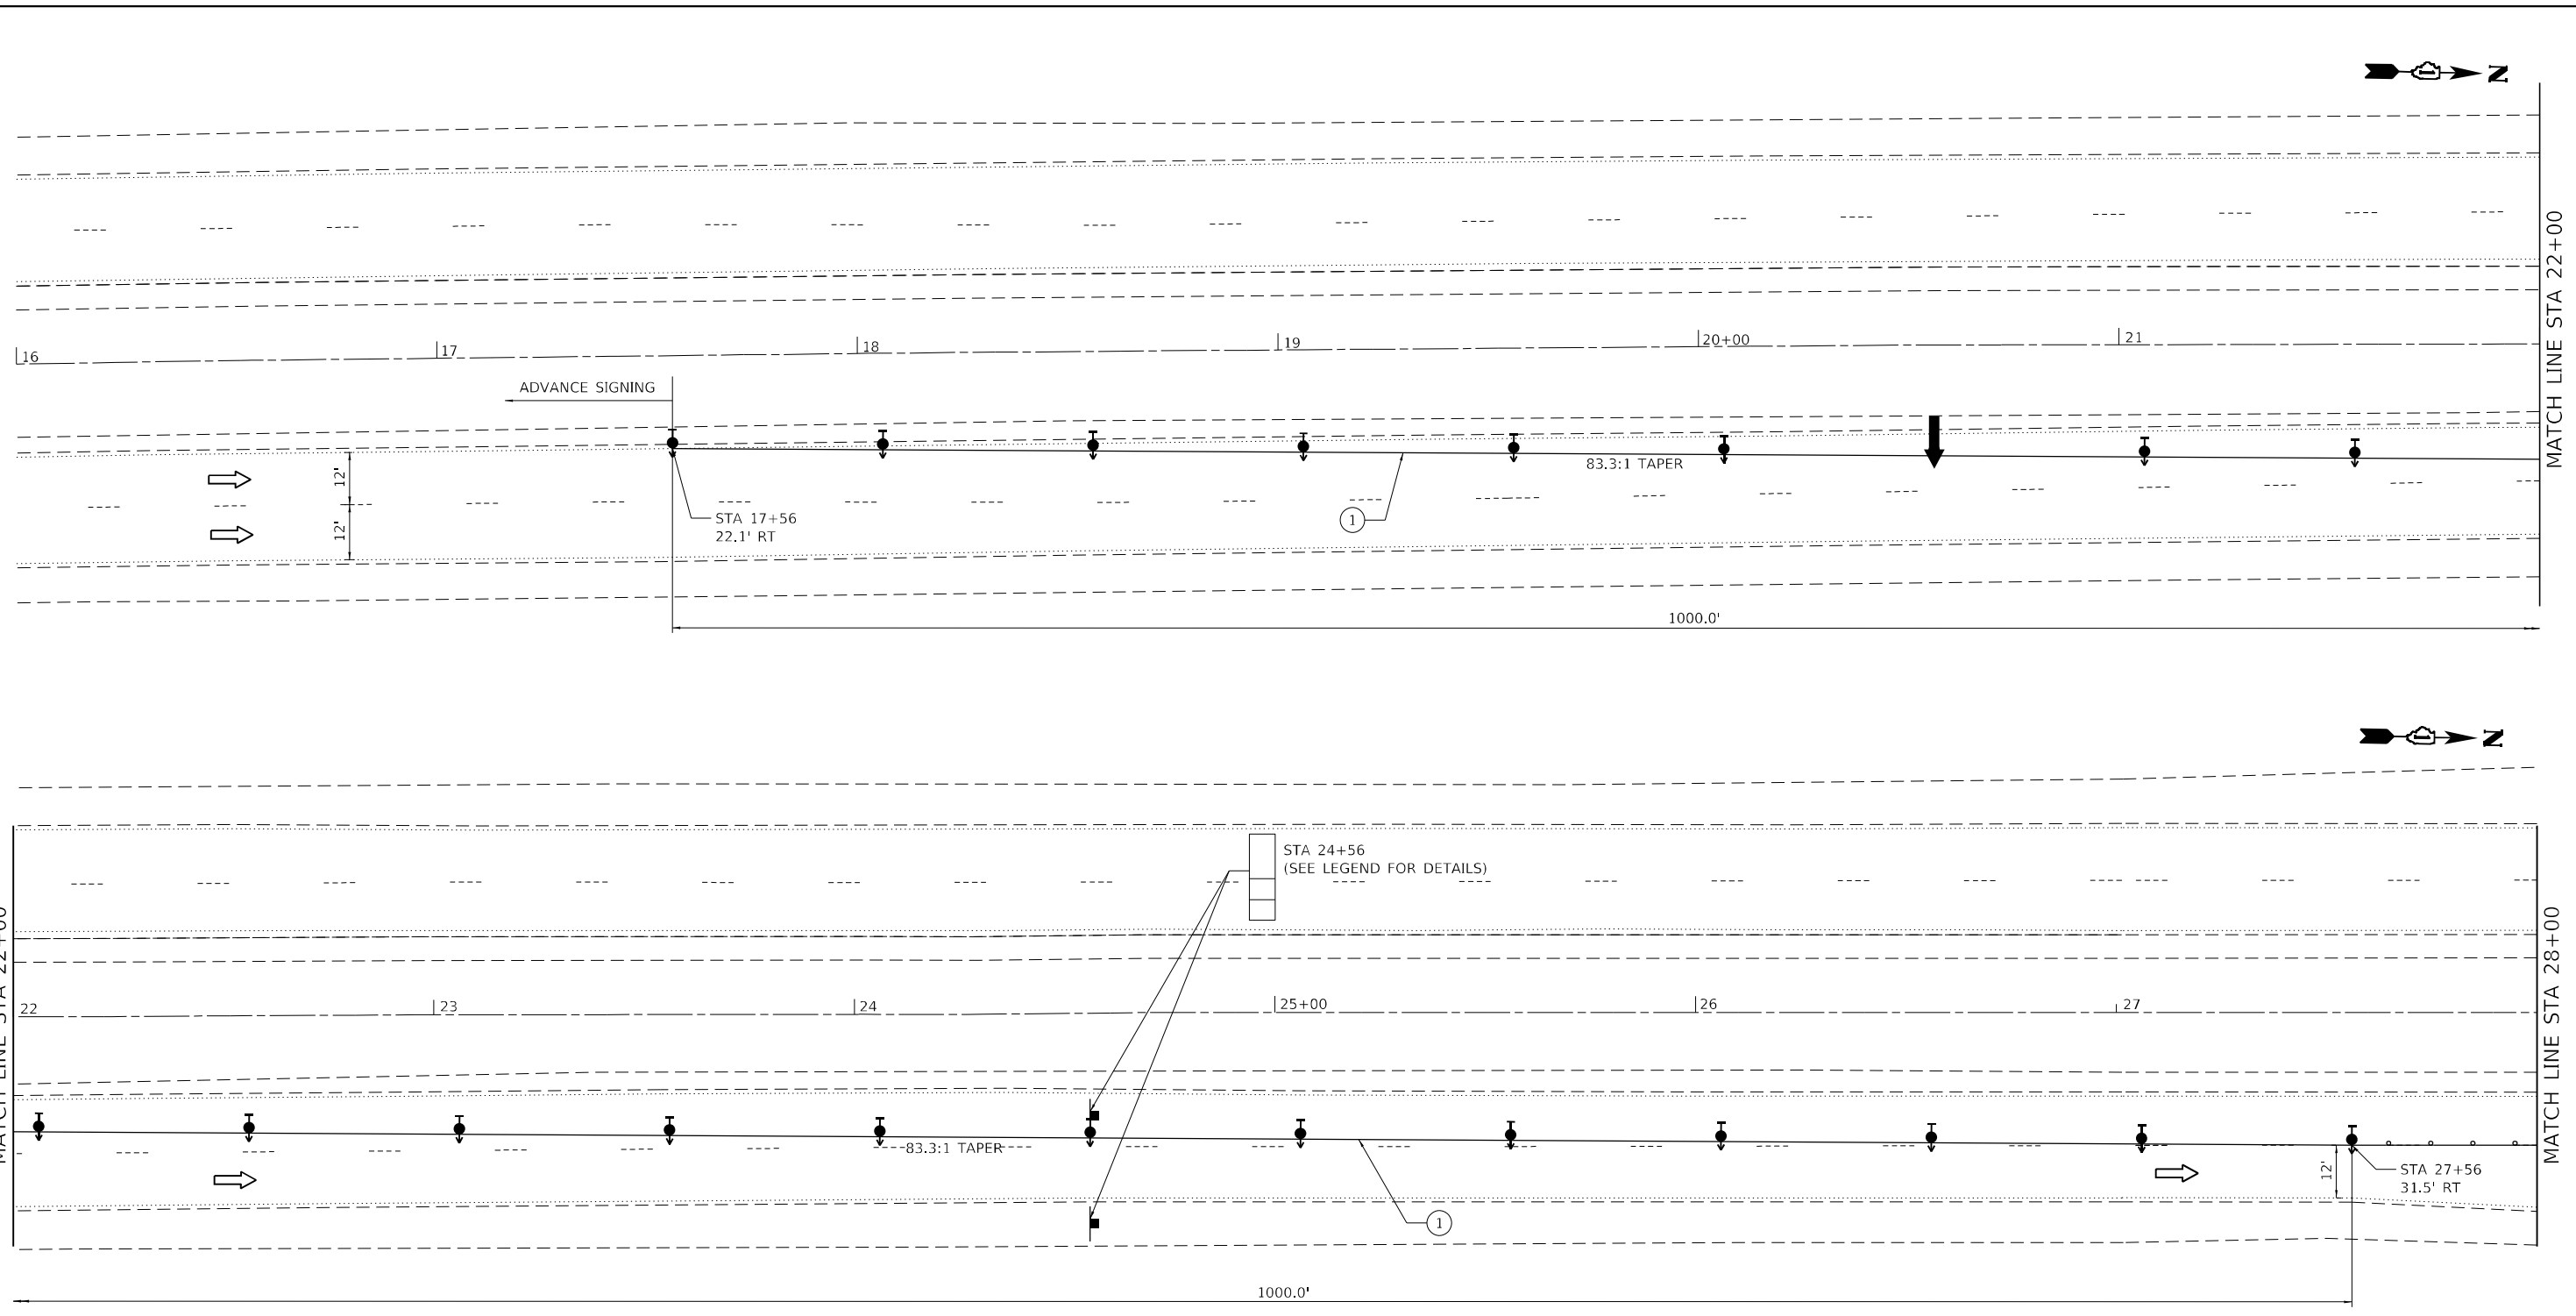 N
16
17
18
19
20+00
21
MATCH LINE STA 22+00
ADVANCE SIGNING
12'
12'
83.3:1 TAPER
STA 17+56
22.1' RT
1
1000.0'
N
STA 24+56
(SEE LEGEND FOR DETAILS)
MATCH LINE STA 22+00
22
23
24
25+00
26
27
MATCH LINE STA 28+00
83.3:1 TAPER
12'
STA 27+56
31.5' RT
1
1000.0'